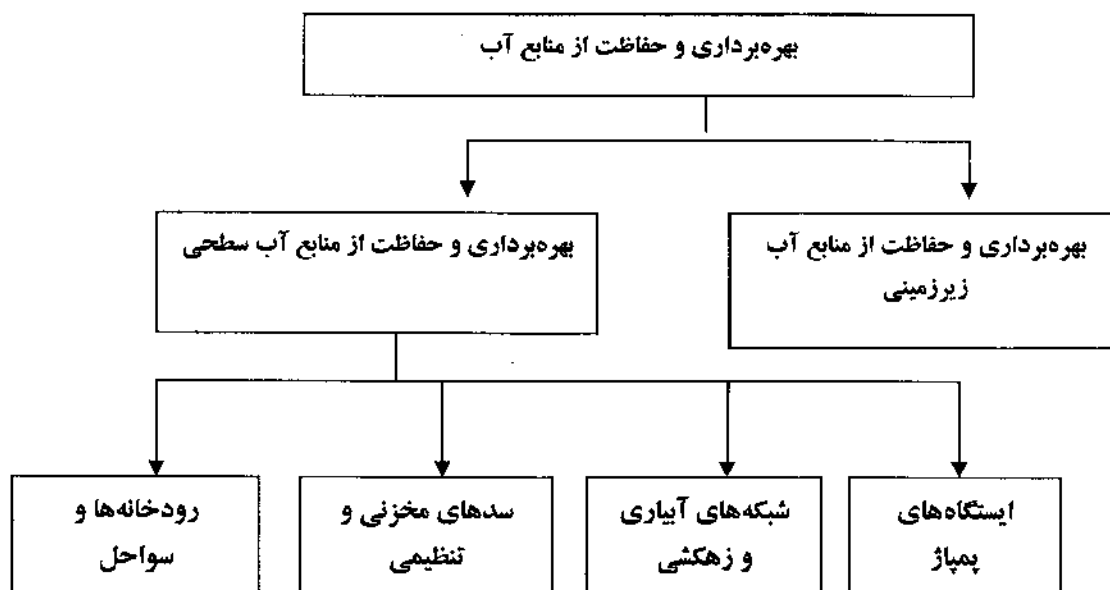 بهره‌برداری و حفاظت از منابع آب
بهره‌برداری و حفاظت از منابع آب
زیرزمینی
بهره‌برداری و حفاظت از منابع آب سطحی
ایستگاه‌های
پمپاژ
شبکه‌های آبیاری
و زهکشی
سدهای مخزنی و
تنظیمی
رودخانه‌ها و
سواحل